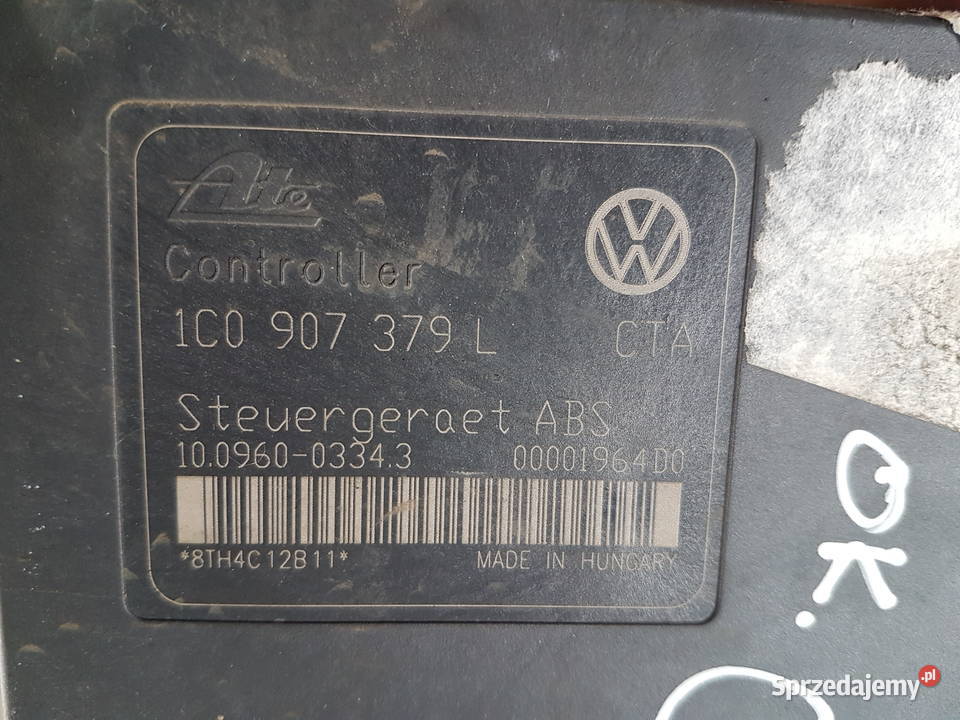 Ate
Controller
1C0 907 379 L CTA
Steuergeraet ABS
10.0960-0334.3 00001964D0
*8TH4C12B11* MADE IN HUNGARY
OK.
Sprzedajemy.pl